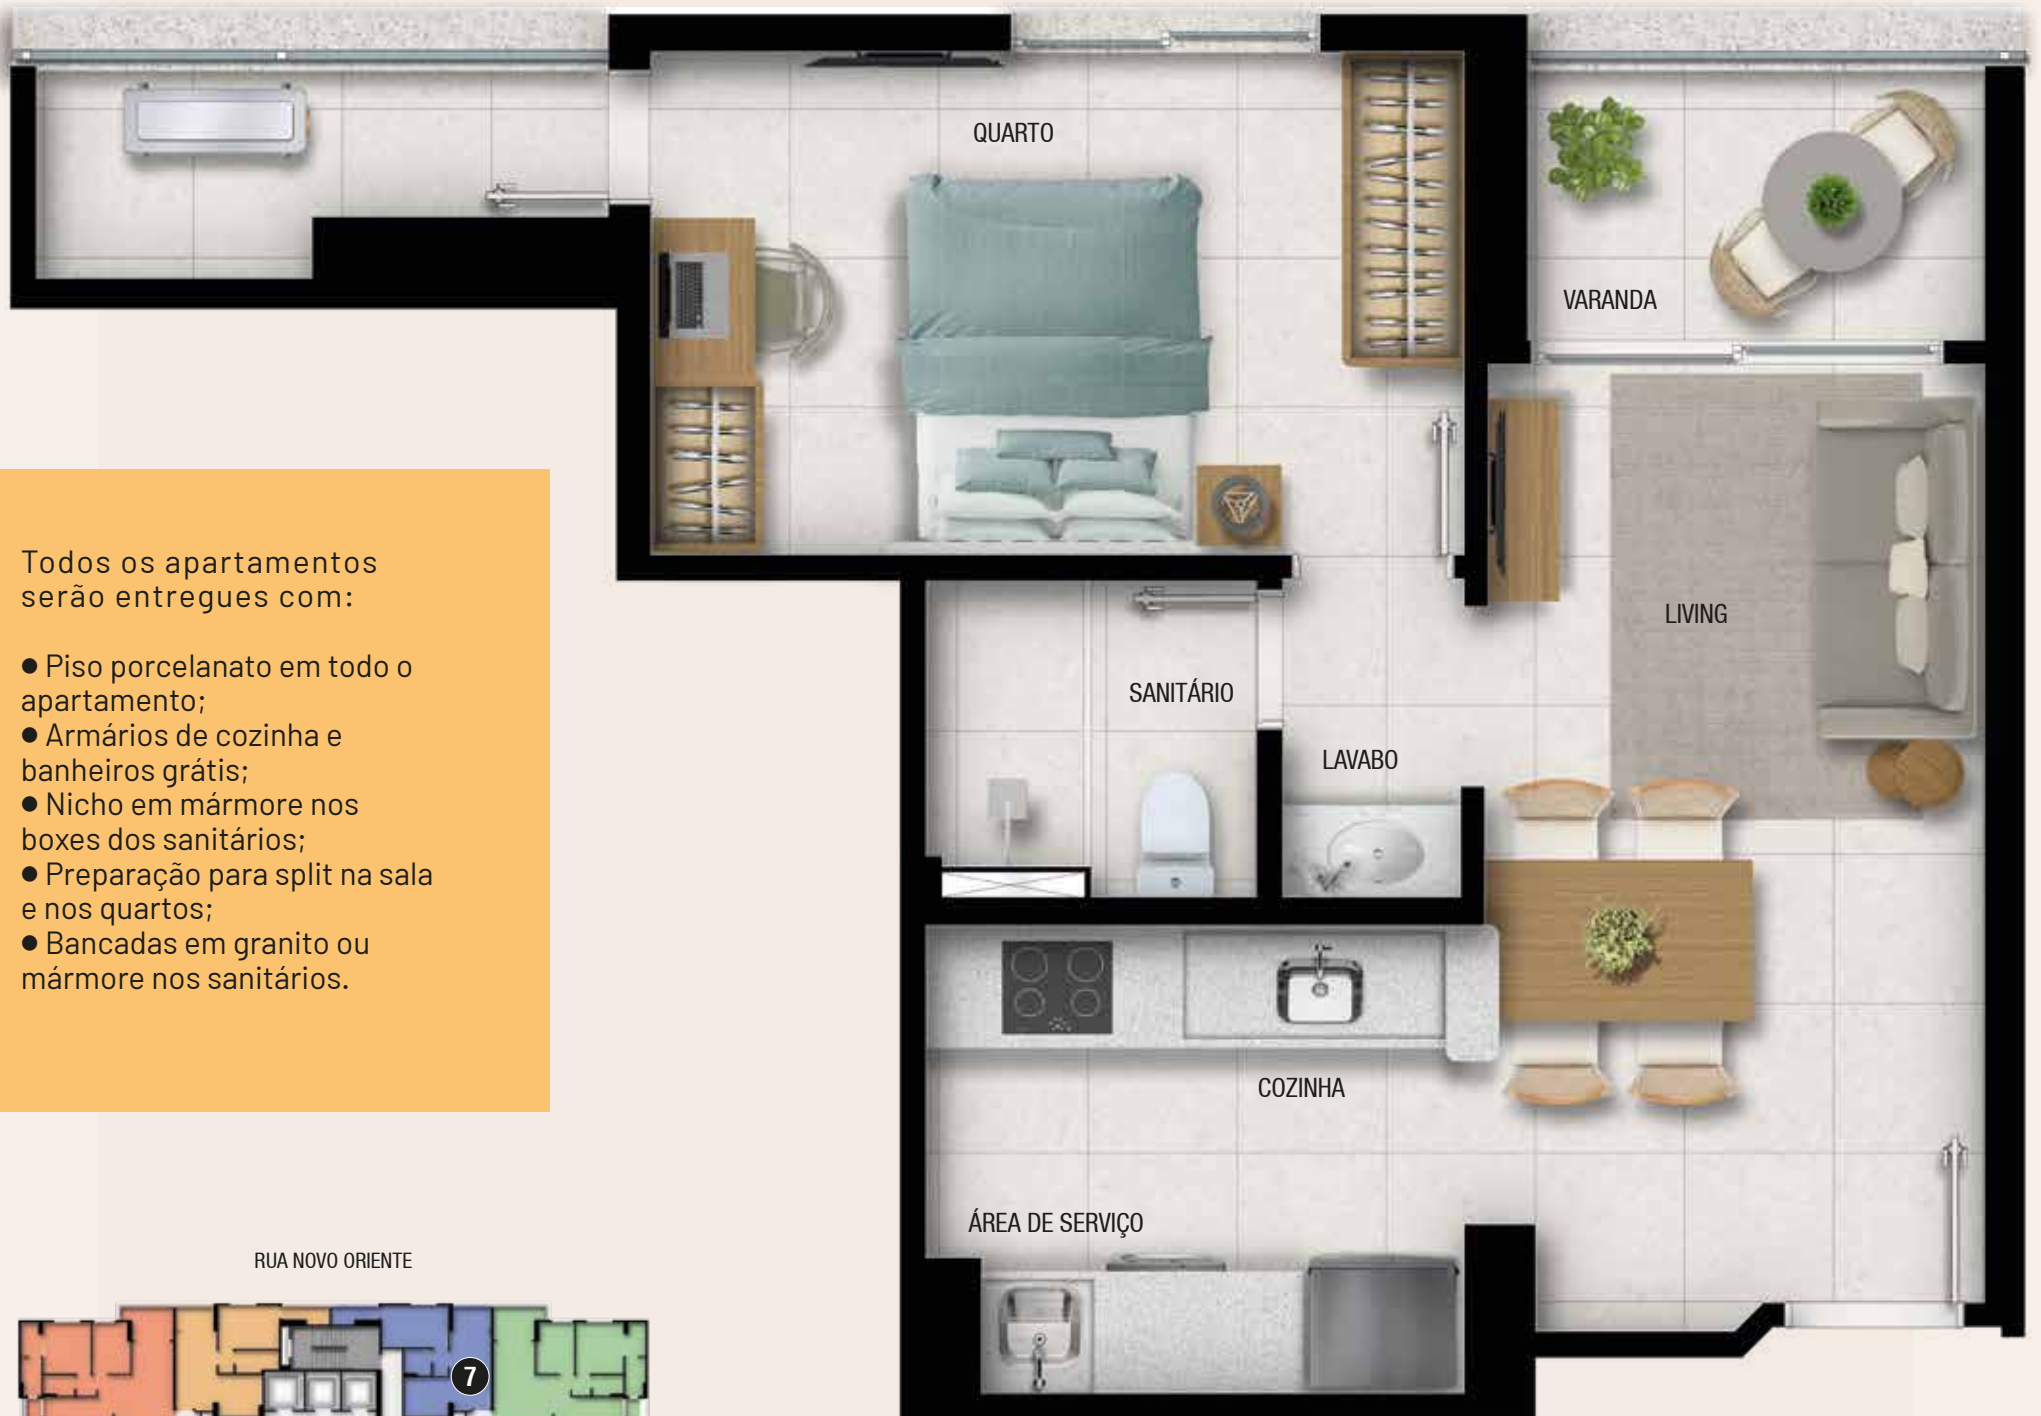 QUARTO
VARANDA
LIVING
SANITÁRIO
LAVABO
COZINHA
ÁREA DE SERVIÇO
Todos os apartamentos
serão entregues com:
● Piso porcelanato em todo o
apartamento;
● Armários de cozinha e
banheiros grátis;
● Nicho em mármore nos
boxes dos sanitários;
● Preparação para split na sala
e nos quartos;
● Bancadas em granito ou
mármore nos sanitários.
RUA NOVO ORIENTE
7